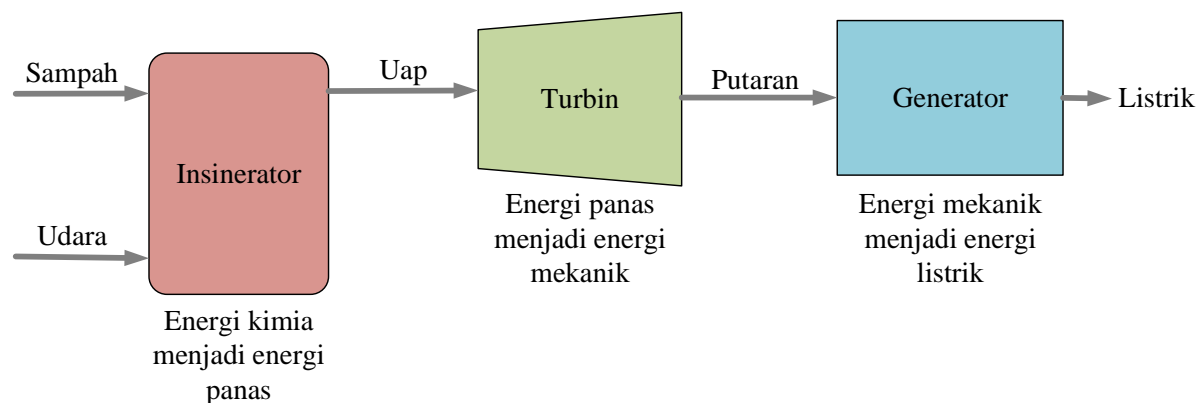 Sampah
Udara
Insinerator
Energi kimia
menjadi energi
panas
Uap
Turbin
Energi panas
menjadi energi
mekanik
Putaran
Generator
Energi mekanik
menjadi energi
listrik
Listrik